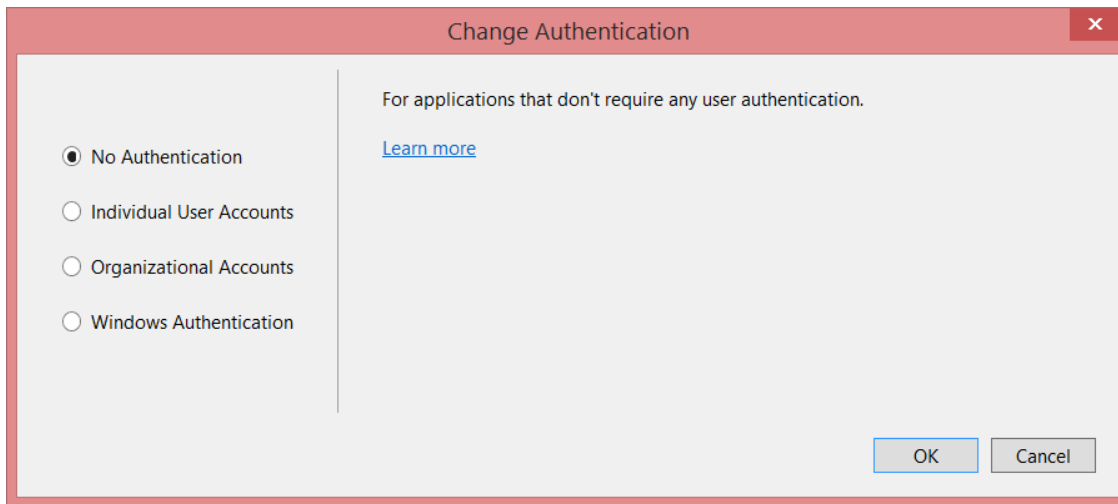 Change Authentication
For applications that don't require any user authentication.
Learn more
No Authentication
Individual User Accounts
Organizational Accounts
Windows Authentication
OK
Cancel